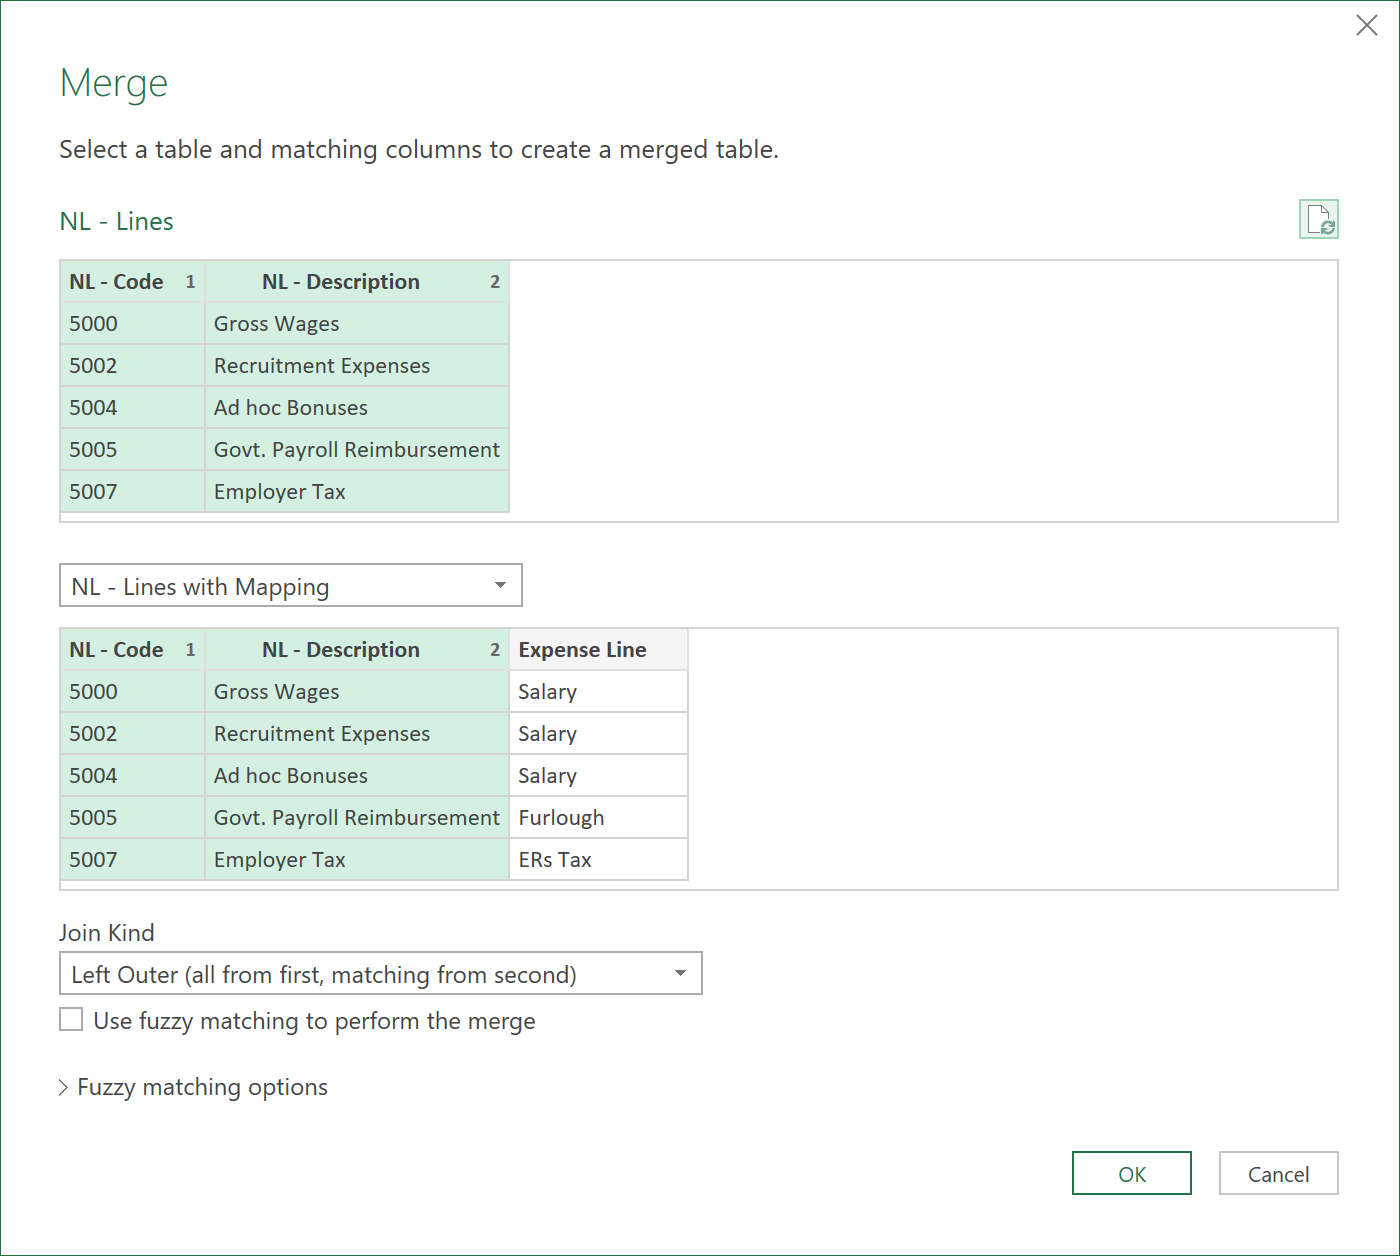 Merge
Select a table and matching columns to create a merged table.
NL - Lines
NL - Code 1 NL - Description 2
5000 Gross Wages
5002 Recruitment Expenses
5004 Ad hoc Bonuses
5005 Govt. Payroll Reimbursement
5007 Employer Tax
NL - Lines with Mapping
NL - Code 1 NL - Description 2 Expense Line
5000 Gross Wages Salary
5002 Recruitment Expenses Salary
5004 Ad hoc Bonuses Salary
5005 Govt. Payroll Reimbursement Furlough
5007 Employer Tax ERs Tax
Join Kind
Left Outer (all from first, matching from second)
Use fuzzy matching to perform the merge
Fuzzy matching options
OK Cancel